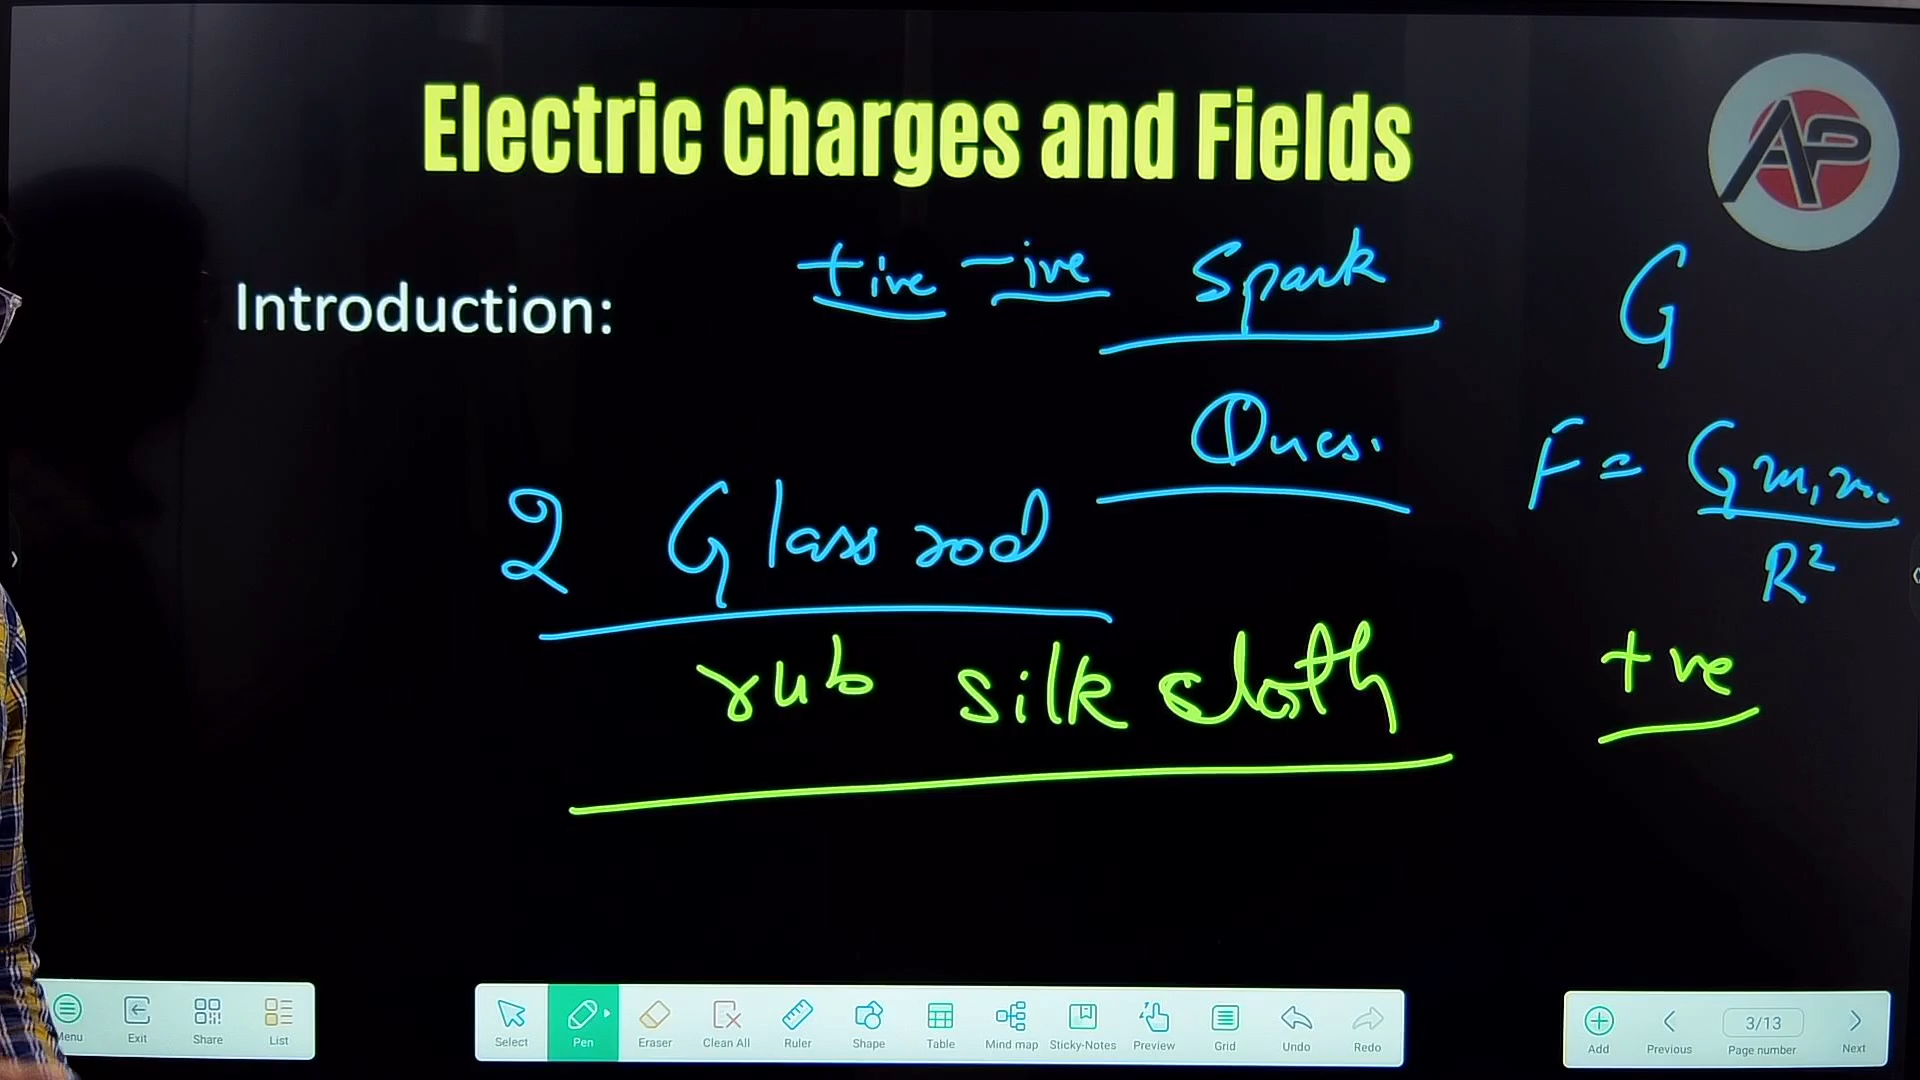 Electric Charges and Fields
AP
Introduction:
+ive -ive Spark
G
Ques.
F = G m1 m2 / R²
2 Glass rod
rub silk cloth
+ve
Menu Exit Share List
Select Pen Eraser Clean All Ruler Shape Table Mind map Sticky-Notes Preview Grid Undo Redo
Add Previous 3/13 Page number Next